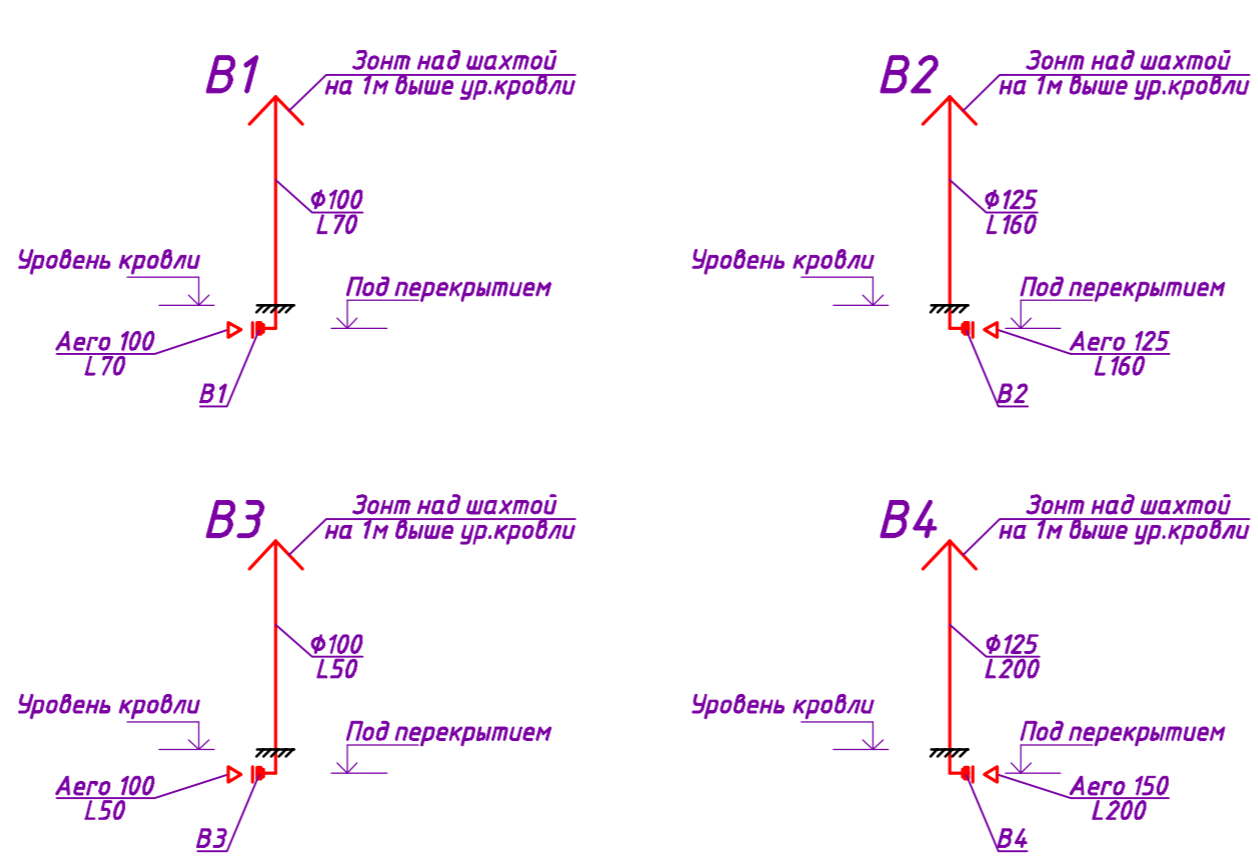 В1
Зонт над шахтой
на 1м выше ур.кровли
Ф100
L70
Уровень кровли
Под перекрытием
Aero 100
L70
В1
В2
Зонт над шахтой
на 1м выше ур.кровли
Ф125
L160
Уровень кровли
Под перекрытием
Aero 125
L160
В2
В3
Зонт над шахтой
на 1м выше ур.кровли
Ф100
L50
Уровень кровли
Под перекрытием
Aero 100
L50
В3
В4
Зонт над шахтой
на 1м выше ур.кровли
Ф125
L200
Уровень кровли
Под перекрытием
Aero 150
L200
В4